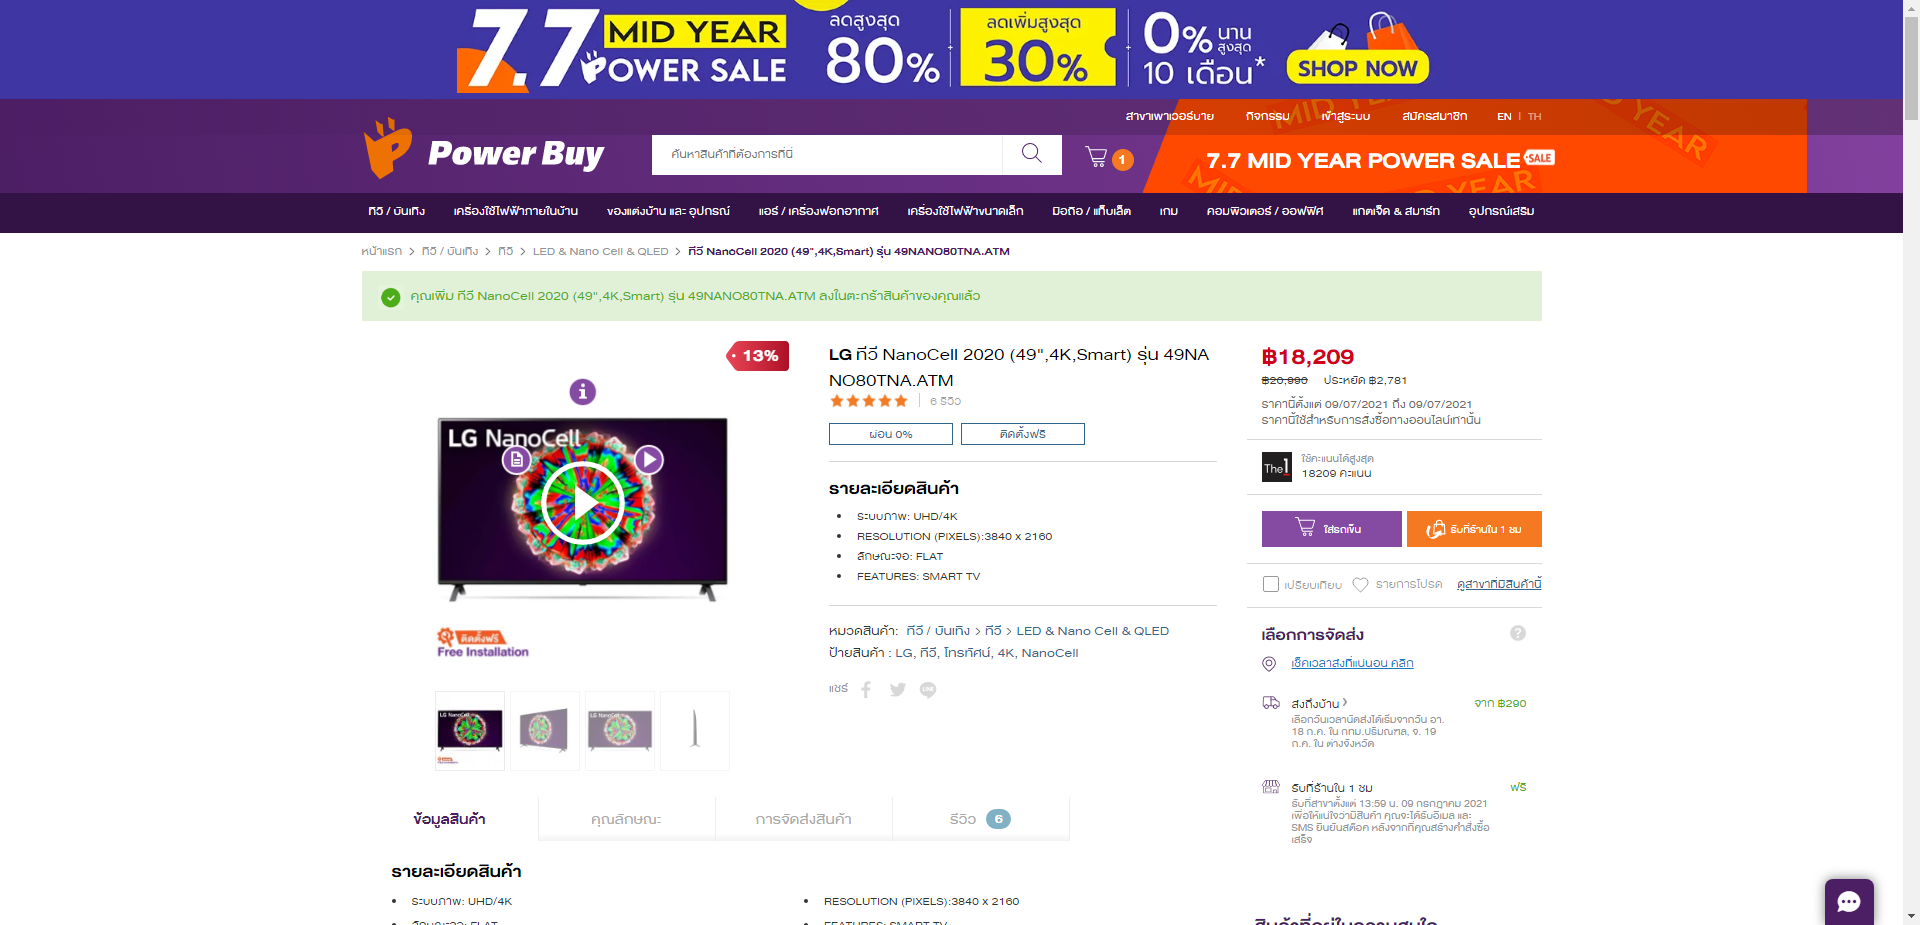 7.7 MID YEAR
POWER SALE
ลดสูงสุด
80%
ลดเพิ่มสูงสุด
30%
0% นาน
สูงสุด
10 เดือน*
SHOP NOW
สาขาเพาเวอร์บาย กิจกรรม เข้าสู่ระบบ สมัครสมาชิก EN | TH
Power Buy
ค้นหาสินค้าที่ต้องการที่นี่
1
7.7 MID YEAR POWER SALE SALE
ทีวี / บันเทิง เครื่องใช้ไฟฟ้าภายในบ้าน ของแต่งบ้าน และ อุปกรณ์ แอร์ / เครื่องฟอกอากาศ เครื่องใช้ไฟฟ้าขนาดเล็ก มือถือ / แท็บเล็ต เกม คอมพิวเตอร์ / ออฟฟิศ แกดเจ็ต & สมาร์ท อุปกรณ์เสริม
หน้าแรก > ทีวี / บันเทิง > ทีวี > LED & Nano Cell & QLED > ทีวี NanoCell 2020 (49",4K,Smart) รุ่น 49NANO80TNA.ATM
คุณเพิ่ม ทีวี NanoCell 2020 (49",4K,Smart) รุ่น 49NANO80TNA.ATM ลงในตะกร้าสินค้าของคุณแล้ว
13%
LG NanoCell
ติดตั้งฟรี
Free Installation
LG ทีวี NanoCell 2020 (49",4K,Smart) รุ่น 49NA
NO80TNA.ATM
6 รีวิว
ผ่อน 0% ติดตั้งฟรี
รายละเอียดสินค้า
• ระบบภาพ: UHD/4K
• RESOLUTION (PIXELS):3840 x 2160
• ลักษณะจอ: FLAT
• FEATURES: SMART TV
หมวดสินค้า: ทีวี / บันเทิง > ทีวี > LED & Nano Cell & QLED
ป้ายสินค้า : LG, ทีวี, โทรทัศน์, 4K, NanoCell
แชร์
฿18,209
฿20,990 ประหยัด ฿2,781
ราคานี้ตั้งแต่ 09/07/2021 ถึง 09/07/2021
ราคานี้ใช้สำหรับการสั่งซื้อทางออนไลน์เท่านั้น
The1
ใช้คะแนนได้สูงสุด
18209 คะแนน
ใส่รถเข็น รับที่ร้านใน 1 ชม
เปรียบเทียบ รายการโปรด ดูสาขาที่มีสินค้านี้
เลือกการจัดส่ง ?
เช็คเวลาส่งที่แน่นอน คลิก
ส่งถึงบ้าน > จาก ฿290
เลือกวันเวลานัดส่งได้เริ่มจากวัน อา.
18 ก.ค. ใน กทม.ปริมณฑล, จ. 19
ก.ค. ใน ต่างจังหวัด
รับที่ร้านใน 1 ชม ฟรี
รับที่สาขาตั้งแต่ 13:59 น. 09 กรกฎาคม 2021
เพื่อให้แน่ใจว่ามีสินค้า คุณจะได้รับอีเมล และ
SMS ยืนยันสต๊อค หลังจากที่คุณสร้างคำสั่งซื้อ
เสร็จ
ข้อมูลสินค้า คุณลักษณะ การจัดส่งสินค้า รีวิว 6
รายละเอียดสินค้า
• ระบบภาพ: UHD/4K
• RESOLUTION (PIXELS):3840 x 2160
• ลักษณะจอ: FLAT
• FEATURES: SMART TV
สินค้าที่อยู่ในความสนใจ